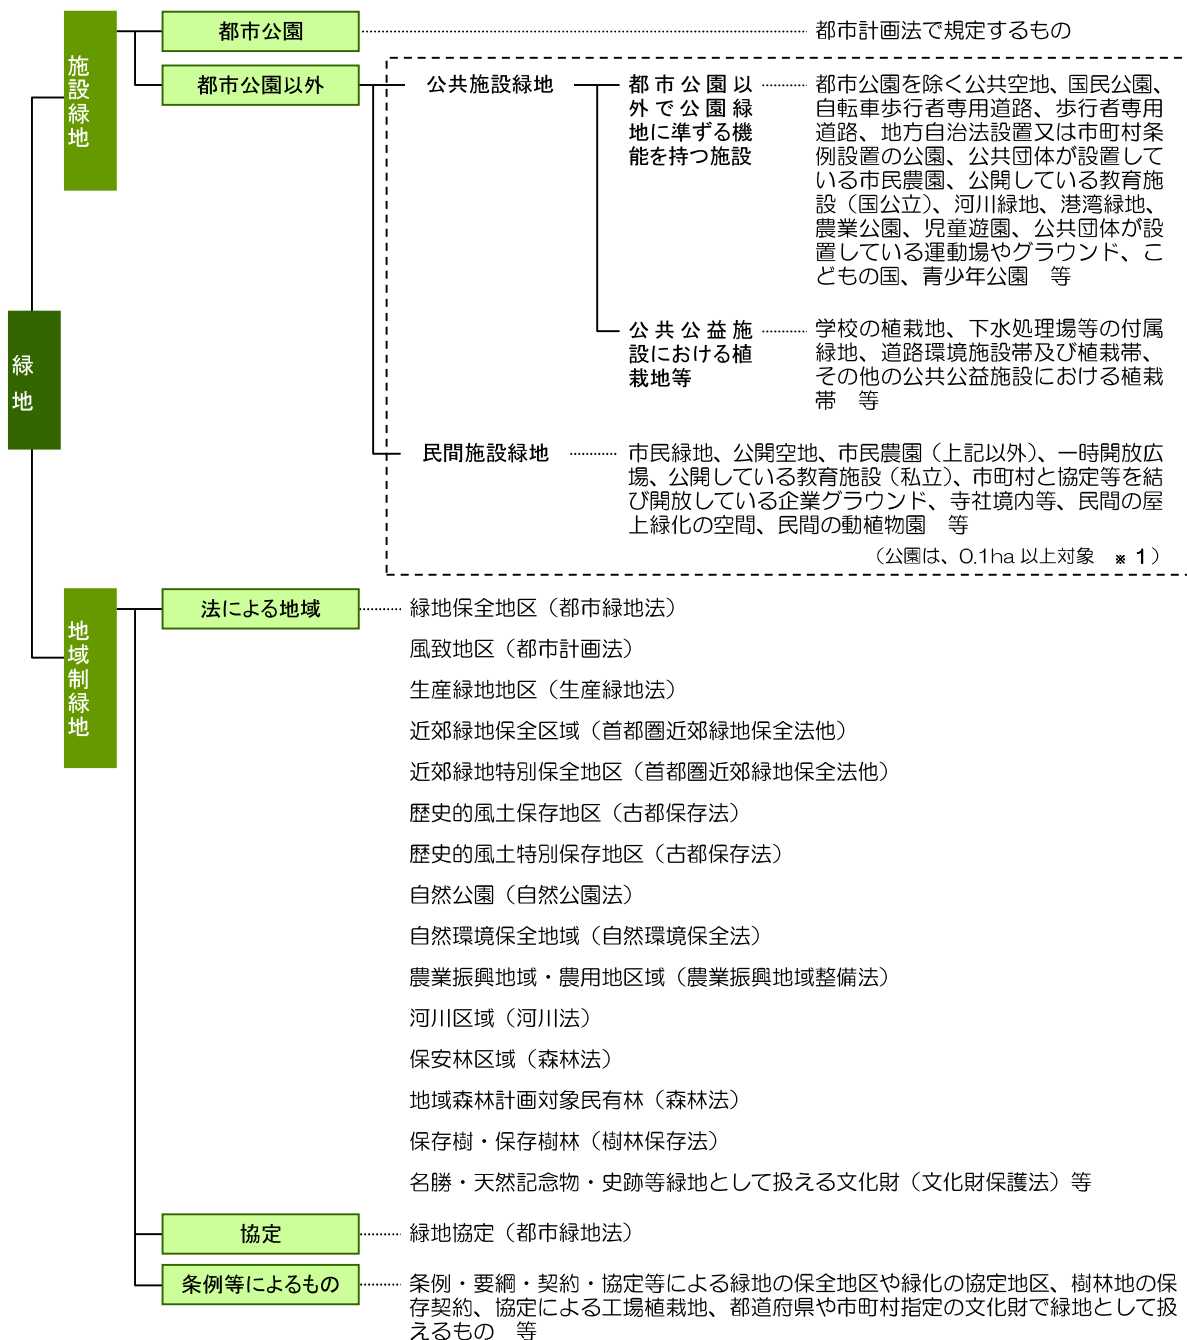 緑地
施設緑地
都市公園
都市計画法で規定するもの
都市公園以外
公共施設緑地
都市公園以
外で公園緑
地に準ずる機
能を持つ施設
都市公園を除く公共空地、国民公園、
自転車歩行者専用道路、歩行者専用
道路、地方自治法設置又は市町村条
例設置の公園、公共団体が設置して
いる市民農園、公開している教育施
設（国公立）、河川緑地、港湾緑地、
農業公園、児童遊園、公共団体が設
置している運動場やグラウンド、こ
どもの国、青少年公園　等
公共公益施
設における植
栽地等
学校の植栽地、下水処理場等の付属
緑地、道路環境施設帯及び植栽帯、
その他の公共公益施設における植栽
帯　等
民間施設緑地
市民緑地、公開空地、市民農園（上記以外）、一時開放広
場、公開している教育施設（私立）、市町村と協定等を結
び開放している企業グラウンド、寺社境内等、民間の屋
上緑化の空間、民間の動植物園　等
（公園は、0.1ha 以上対象　※ 1）
地域制緑地
法による地域
緑地保全地区（都市緑地法）
風致地区（都市計画法）
生産緑地地区（生産緑地法）
近郊緑地保全区域（首都圏近郊緑地保全法他）
近郊緑地特別保全地区（首都圏近郊緑地保全法他）
歴史的風土保存地区（古都保存法）
歴史的風土特別保存地区（古都保存法）
自然公園（自然公園法）
自然環境保全地域（自然環境保全法）
農業振興地域・農用地区域（農業振興地域整備法）
河川区域（河川法）
保安林区域（森林法）
地域森林計画対象民有林（森林法）
保存樹・保存樹林（樹林保存法）
名勝・天然記念物・史跡等緑地として扱える文化財（文化財保護法）等
協定
緑地協定（都市緑地法）
条例等によるもの
条例・要綱・契約・協定等による緑地の保全地区や緑化の協定地区、樹林地の保
存契約、協定による工場植栽地、都道府県や市町村指定の文化財で緑地として扱
えるもの　等